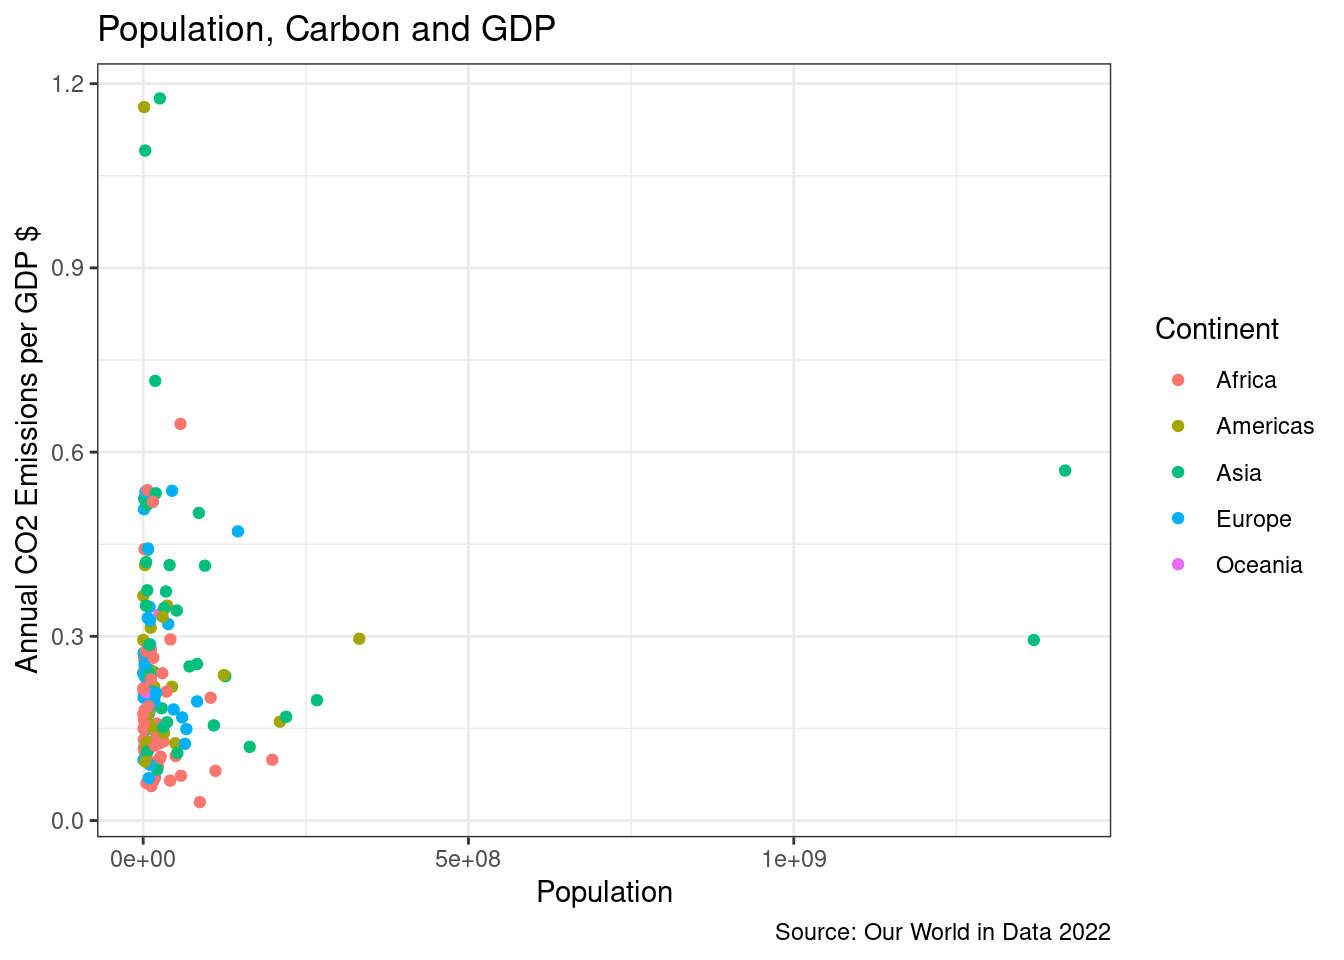 Population, Carbon and GDP
Annual CO2 Emissions per GDP $
1.2
0.9
0.6
0.3
0.0
0e+00
5e+08
1e+09
Population
Continent
Africa
Americas
Asia
Europe
Oceania
Source: Our World in Data 2022